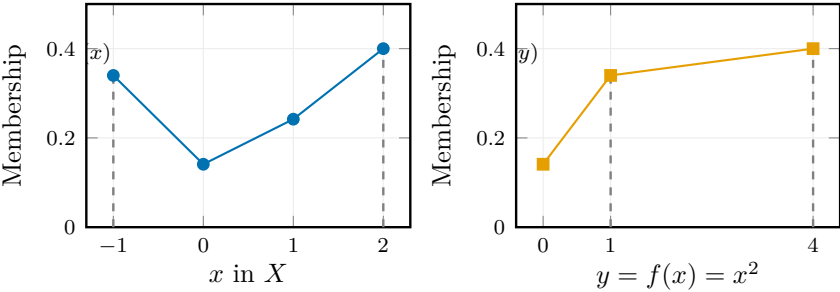 Membership
0.4
0.2
0
x)
−1 0 1 2
x in X
Membership
0.4
0.2
0
y)
0 1 4
y = f(x) = x²